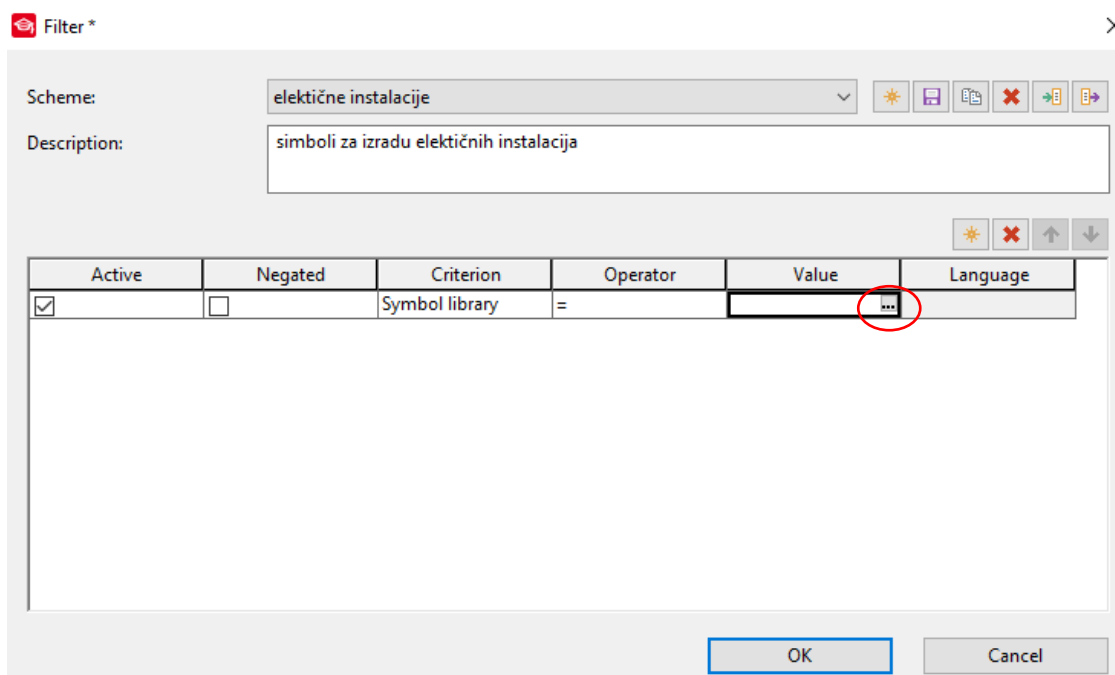 Filter *
Scheme:
elektične instalacije
Description:
simboli za izradu elektičnih instalacija
Active Negated Criterion Operator Value Language
Symbol library = ...
OK Cancel